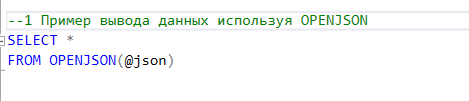 --1 Пример вывода данных используя OPENJSON
SELECT *
FROM OPENJSON(@json)